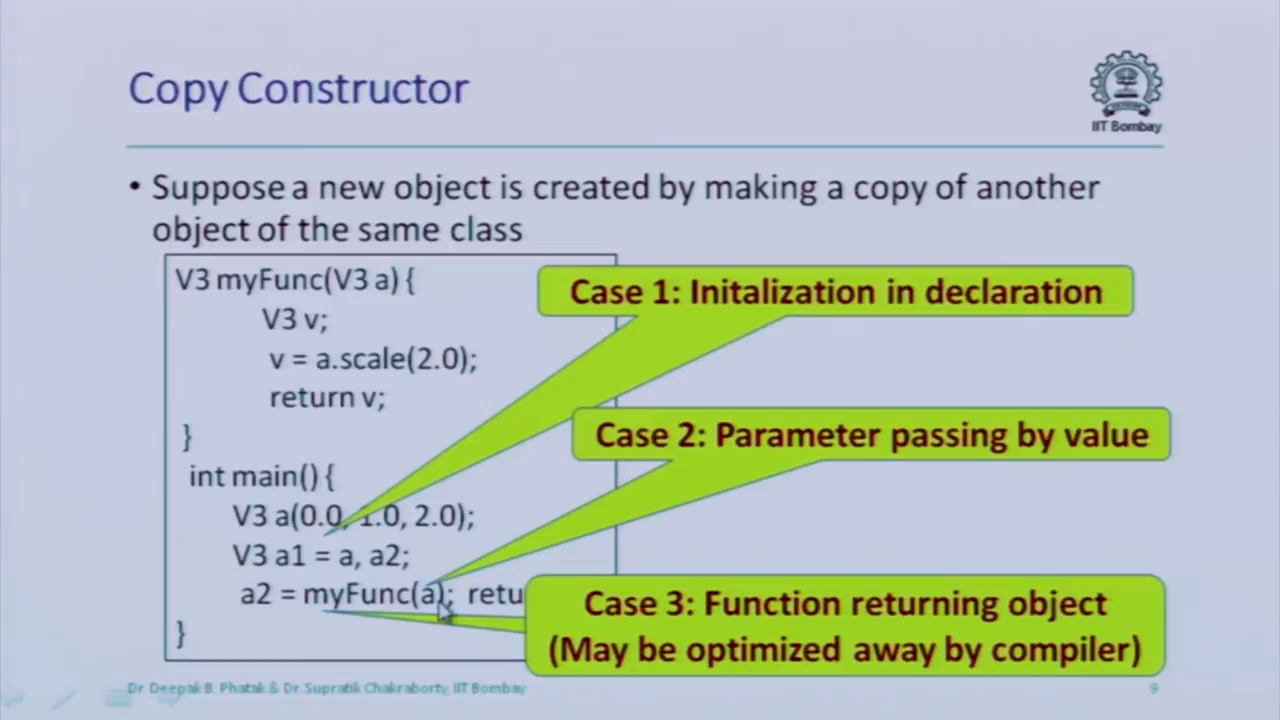 Copy Constructor
IIT Bombay
• Suppose a new object is created by making a copy of another
object of the same class
V3 myFunc(V3 a) {
V3 v;
v = a.scale(2.0);
return v;
}
int main() {
V3 a(0.0, 1.0, 2.0);
V3 a1 = a, a2;
a2 = myFunc(a); retu
}
Case 1: Initalization in declaration
Case 2: Parameter passing by value
Case 3: Function returning object
(May be optimized away by compiler)
Dr. Deepak B. Phatak & Dr. Supratik Chakraborty, IIT Bombay
9